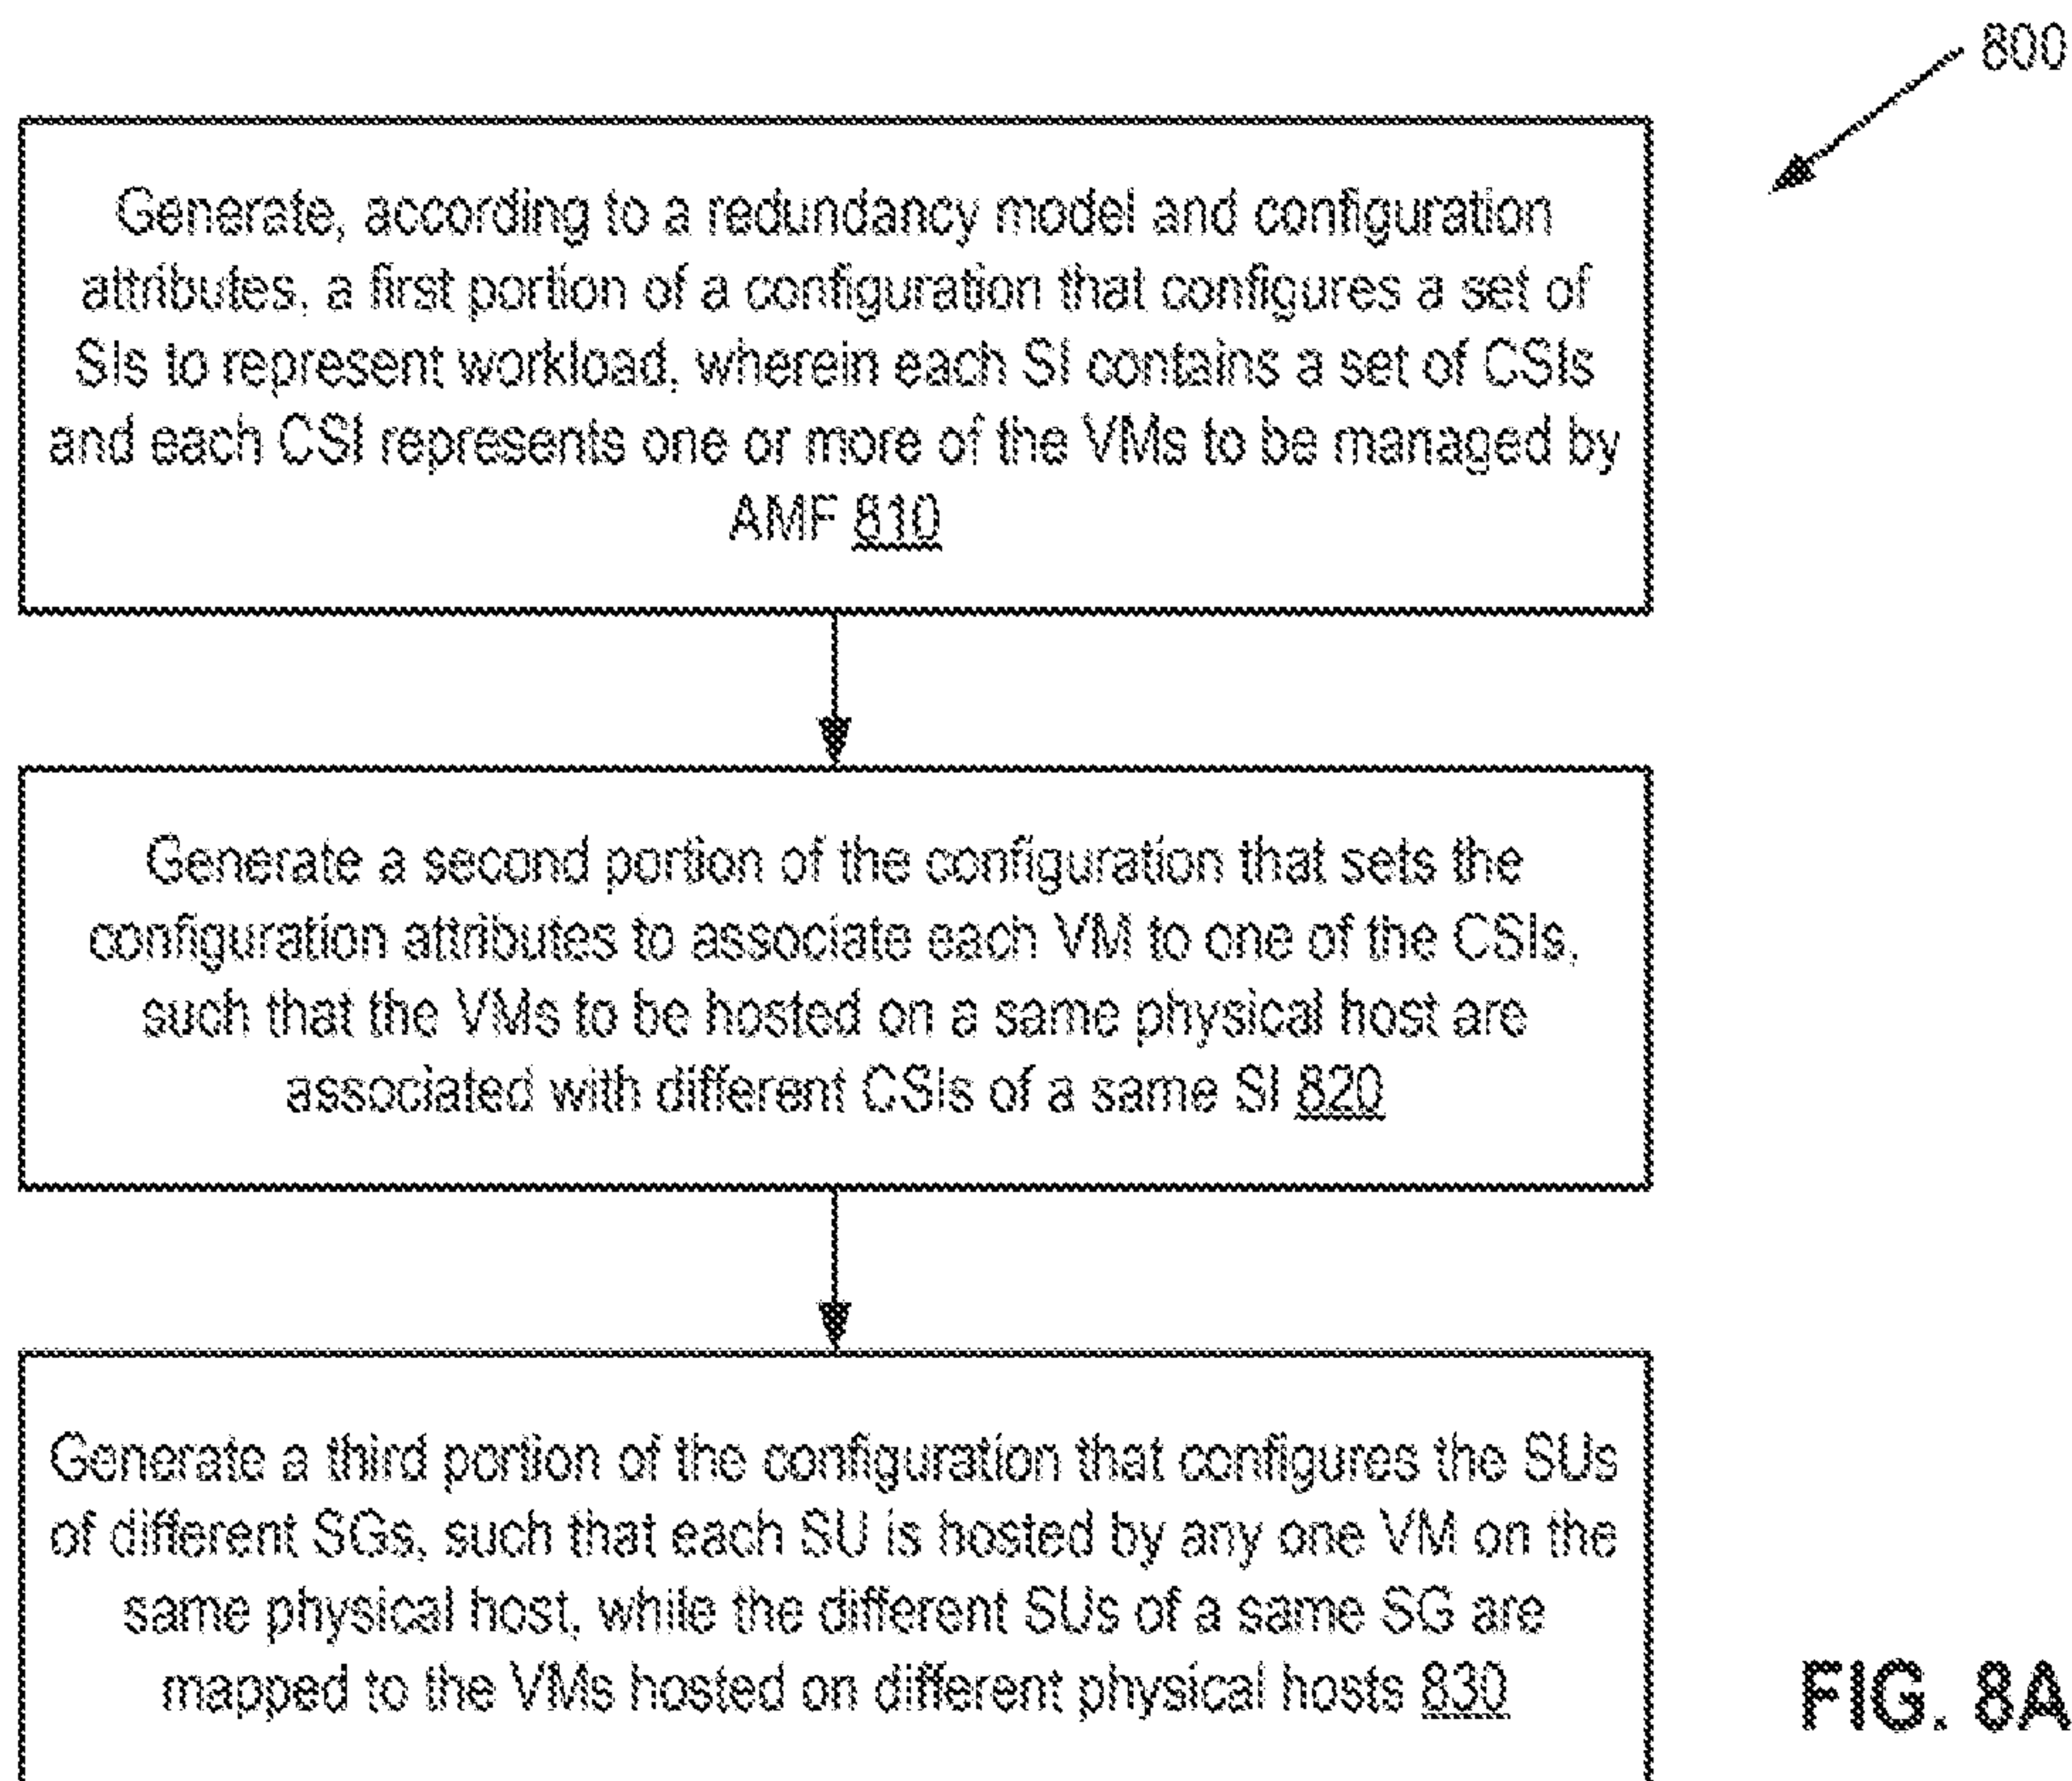 800
Generate, according to a redundancy model and configuration
attributes, a first portion of a configuration that configures a set of
SIs to represent workload, wherein each SI contains a set of CSIs
and each CSI represents one or more of the VMs to be managed by
AMF 810
Generate a second portion of the configuration that sets the
configuration attributes to associate each VM to one of the CSIs,
such that the VMs to be hosted on a same physical host are
associated with different CSIs of a same SI 820
Generate a third portion of the configuration that configures the SUs
of different SGs, such that each SU is hosted by any one VM on the
same physical host, while the different SUs of a same SG are
mapped to the VMs hosted on different physical hosts 830
FIG. 8A